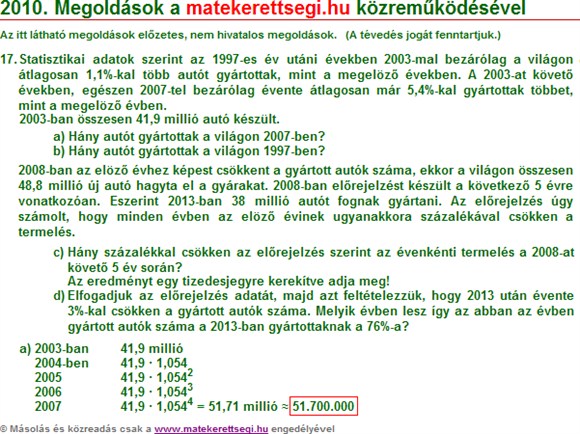 2010. Megoldások a matekerettsegi.hu közreműködésével
Az itt látható megoldások előzetes, nem hivatalos megoldások. (A tévedés jogát fenntartjuk.)
17. Statisztikai adatok szerint az 1997-es év utáni években 2003-mal bezárólag a világon
átlagosan 1,1%-kal több autót gyártottak, mint a megelöző években. A 2003-at követő
években, egészen 2007-tel bezárólag évente átlagosan már 5,4%-kal gyártottak többet,
mint a megelöző évben.
2003-ban összesen 41,9 millió autó készült.
a) Hány autót gyártottak a világon 2007-ben?
b) Hány autót gyártottak a világon 1997-ben?
2008-ban az elöző évhez képest csökkent a gyártott autók száma, ekkor a világon összesen
48,8 millió új autó hagyta el a gyárakat. 2008-ban előrejelzést készült a következő 5 évre
vonatkozóan. Eszerint 2013-ban 38 millió autót fognak gyártani. Az előrejelzés úgy
számolt, hogy minden évben az elöző évinek ugyanakkora százalékával csökken a
termelés.
c) Hány százalékkal csökken az előrejelzés szerint az évenkénti termelés a 2008-at
követő 5 év során?
Az eredményt egy tizedesjegyre kerekítve adja meg!
d) Elfogadjuk az előrejelzés adatát, majd azt feltételezzük, hogy 2013 után évente
3%-kal csökken a gyártott autók száma. Melyik évben lesz így az abban az évben
gyártott autók száma a 2013-ban gyártottaknak a 76%-a?
a) 2003-ban 41,9 millió
2004-ben 41,9 · 1,054
2005 41,9 · 1,054²
2006 41,9 · 1,054³
2007 41,9 · 1,054⁴ = 51,71 millió ≈ 51.700.000
© Másolás és közreadás csak a www.matekerettsegi.hu engedélyével